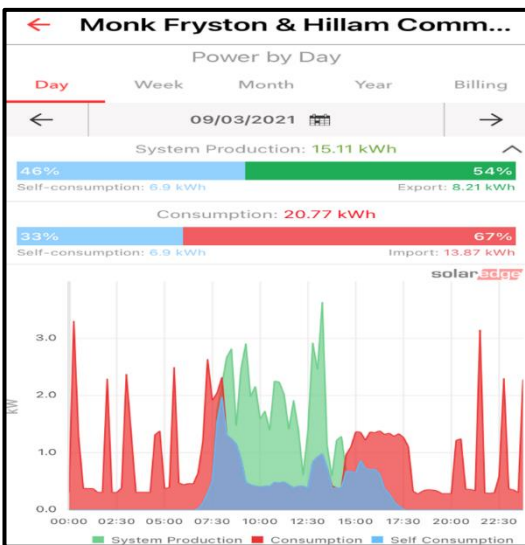 ← Monk Fryston & Hillam Comm...
Power by Day
Day Week Month Year Billing
← 09/03/2021 →
System Production: 15.11 kWh
46% 54%
Self-consumption: 6.9 kWh Export: 8.21 kWh
Consumption: 20.77 kWh
33% 67%
Self-consumption: 6.9 kWh Import: 13.87 kWh
solaredge
3.0
2.0
kW
1.0
0.0
00:00 02:30 05:00 07:30 10:00 12:30 15:00 17:30 20:00 22:30
System Production Consumption Self Consumption